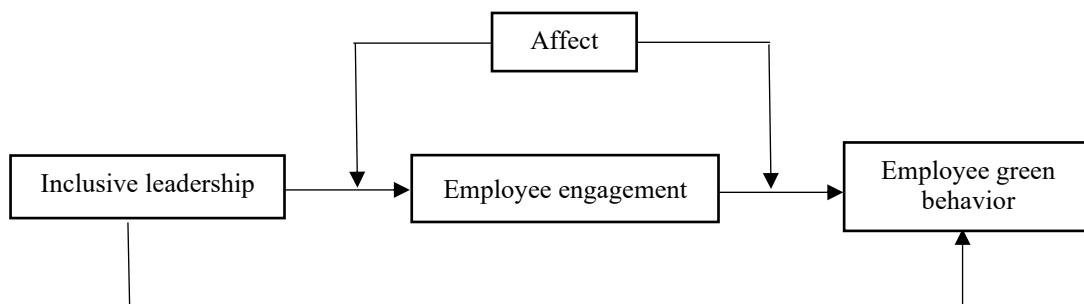 Affect
Inclusive leadership
Employee engagement
Employee green
behavior